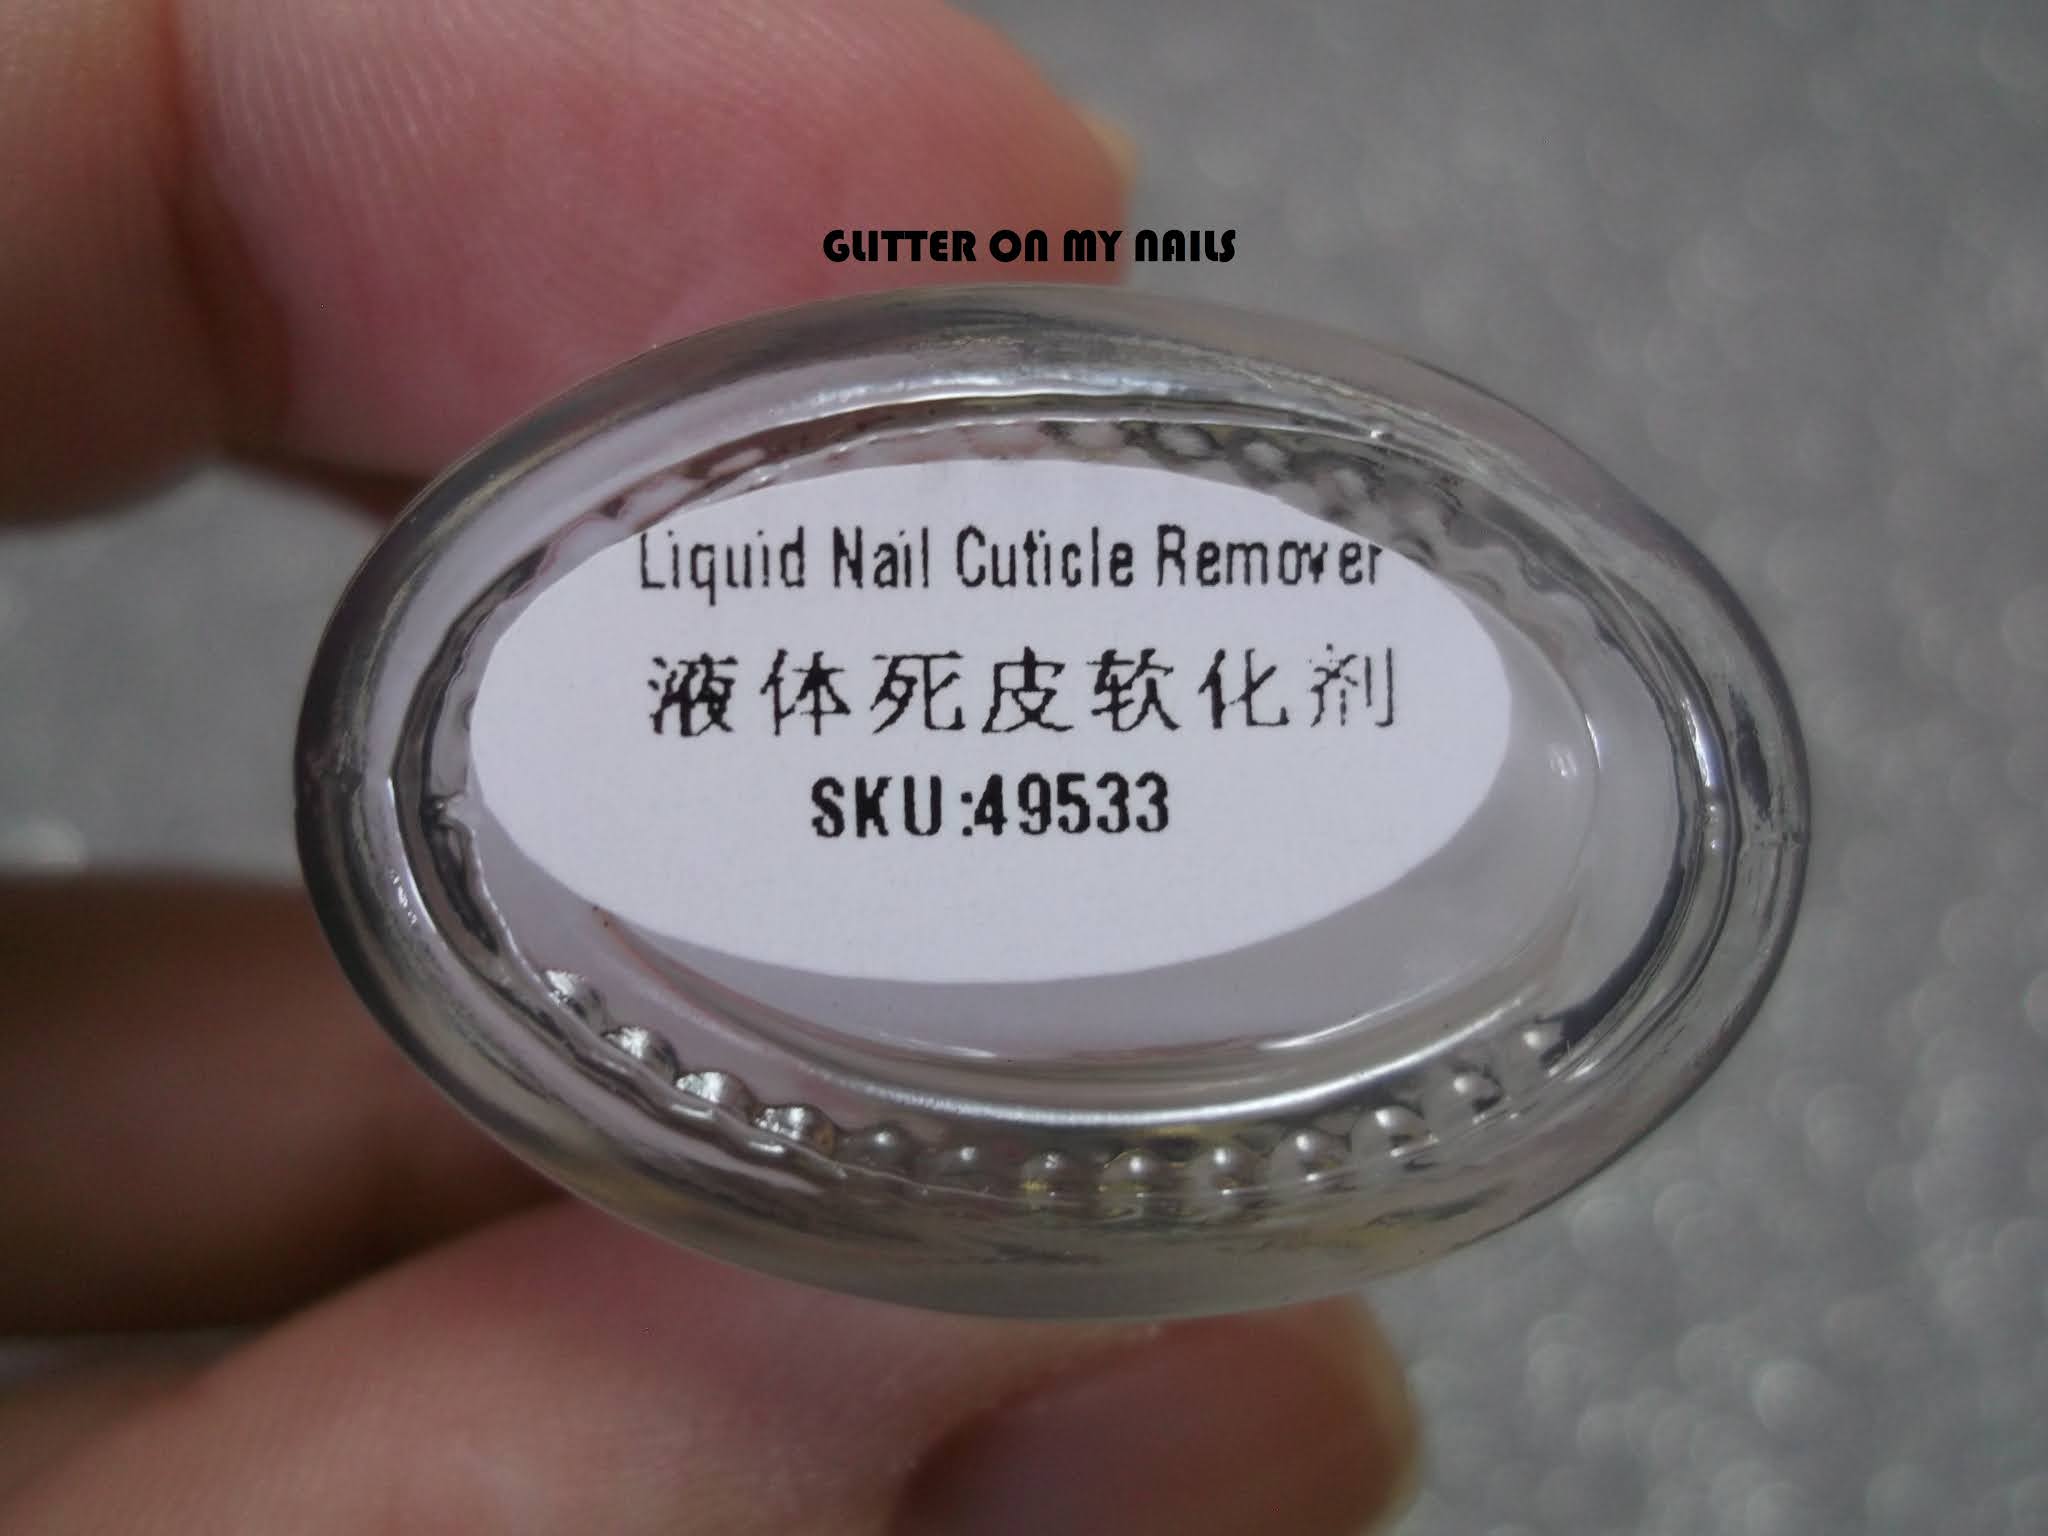 GLITTER ON MY NAILS
Liquid Nail Cuticle Remover
液体死皮软化剂
SKU:49533